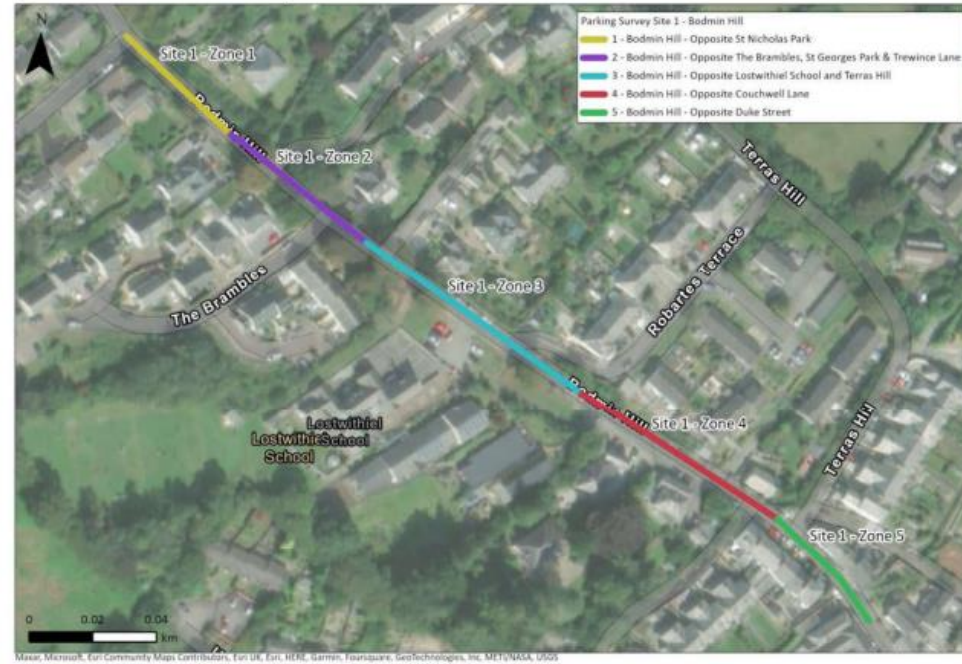 N
Parking Survey Site 1 - Bodmin Hill
1 - Bodmin Hill - Opposite St Nicholas Park
2 - Bodmin Hill - Opposite The Brambles, St Georges Park & Trewince Lane
3 - Bodmin Hill - Opposite Lostwithiel School and Terras Hill
4 - Bodmin Hill - Opposite Couchwell Lane
5 - Bodmin Hill - Opposite Duke Street
Site 1 - Zone 1
Bodmin Hill
Site 1 - Zone 2
Terras Hill
The Brambles
Site 1 - Zone 3
Robartes Terrace
Bodmin Hill
Site 1 - Zone 4
Lostwithiel
School
Lostwithiel
School
Terras Hill
Site 1 - Zone 5
0 0.02 0.04
km
Maxar, Microsoft, Esri Community Maps Contributors, Esri UK, Esri, HERE, Garmin, Foursquare, GeoTechnologies, Inc, METI/NASA, USGS